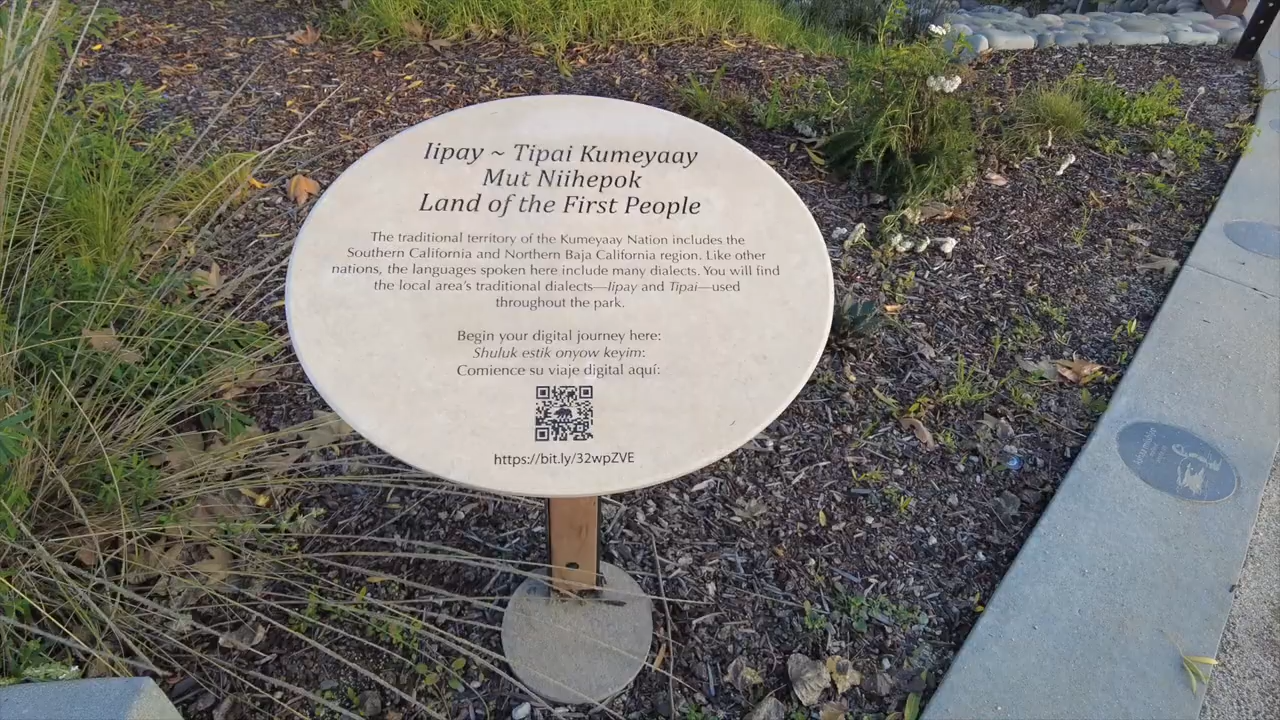 Iipay ~ Tipai Kumeyaay
Mut Niihepok
Land of the First People
The traditional territory of the Kumeyaay Nation includes the
Southern California and Northern Baja California region. Like other
nations, the languages spoken here include many dialects. You will find
the local area's traditional dialects—Iipay and Tipai—used
throughout the park.
Begin your digital journey here:
Shuluk estik onyow keyim:
Comience su viaje digital aquí:
https://bit.ly/32wpZVE